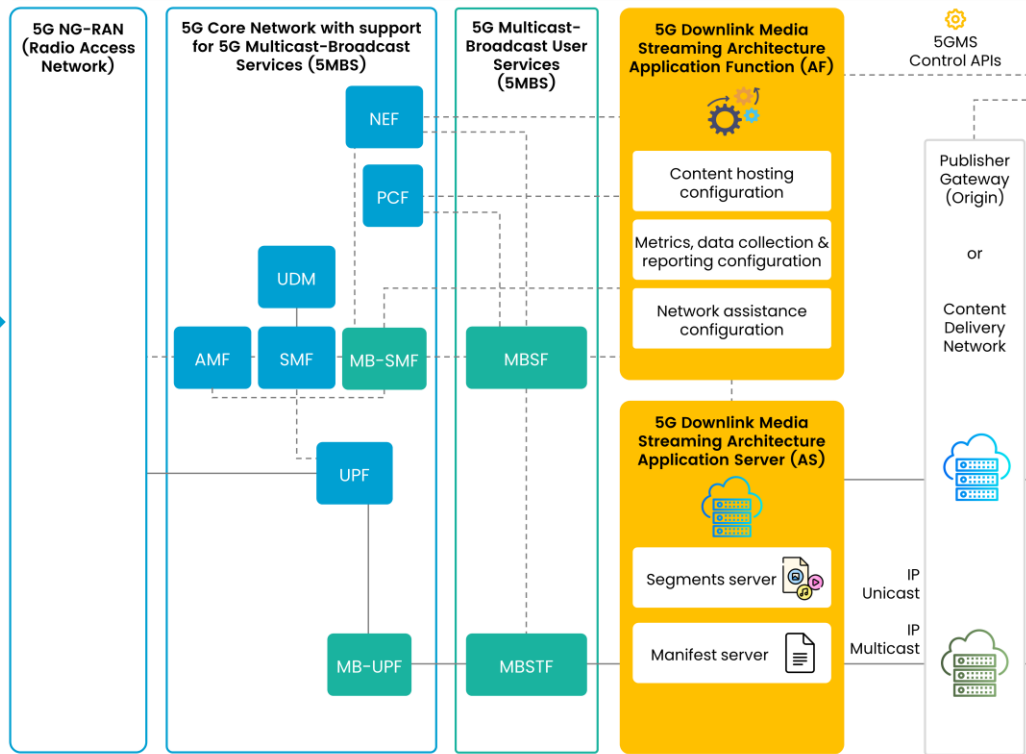 5G NG-RAN
(Radio Access
Network)
5G Core Network with support
for 5G Multicast-Broadcast
Services (5MBS)
NEF
PCF
UDM
AMF
SMF
MB-SMF
UPF
MB-UPF
5G Multicast-
Broadcast User
Services
(5MBS)
MBSF
MBSTF
5G Downlink Media
Streaming Architecture
Application Function (AF)
Content hosting
configuration
Metrics, data collection &
reporting configuration
Network assistance
configuration
5G Downlink Media
Streaming Architecture
Application Server (AS)
Segments server
Manifest server
5GMS
Control APIs
Publisher
Gateway
(Origin)
or
Content
Delivery
Network
IP
Unicast
IP
Multicast